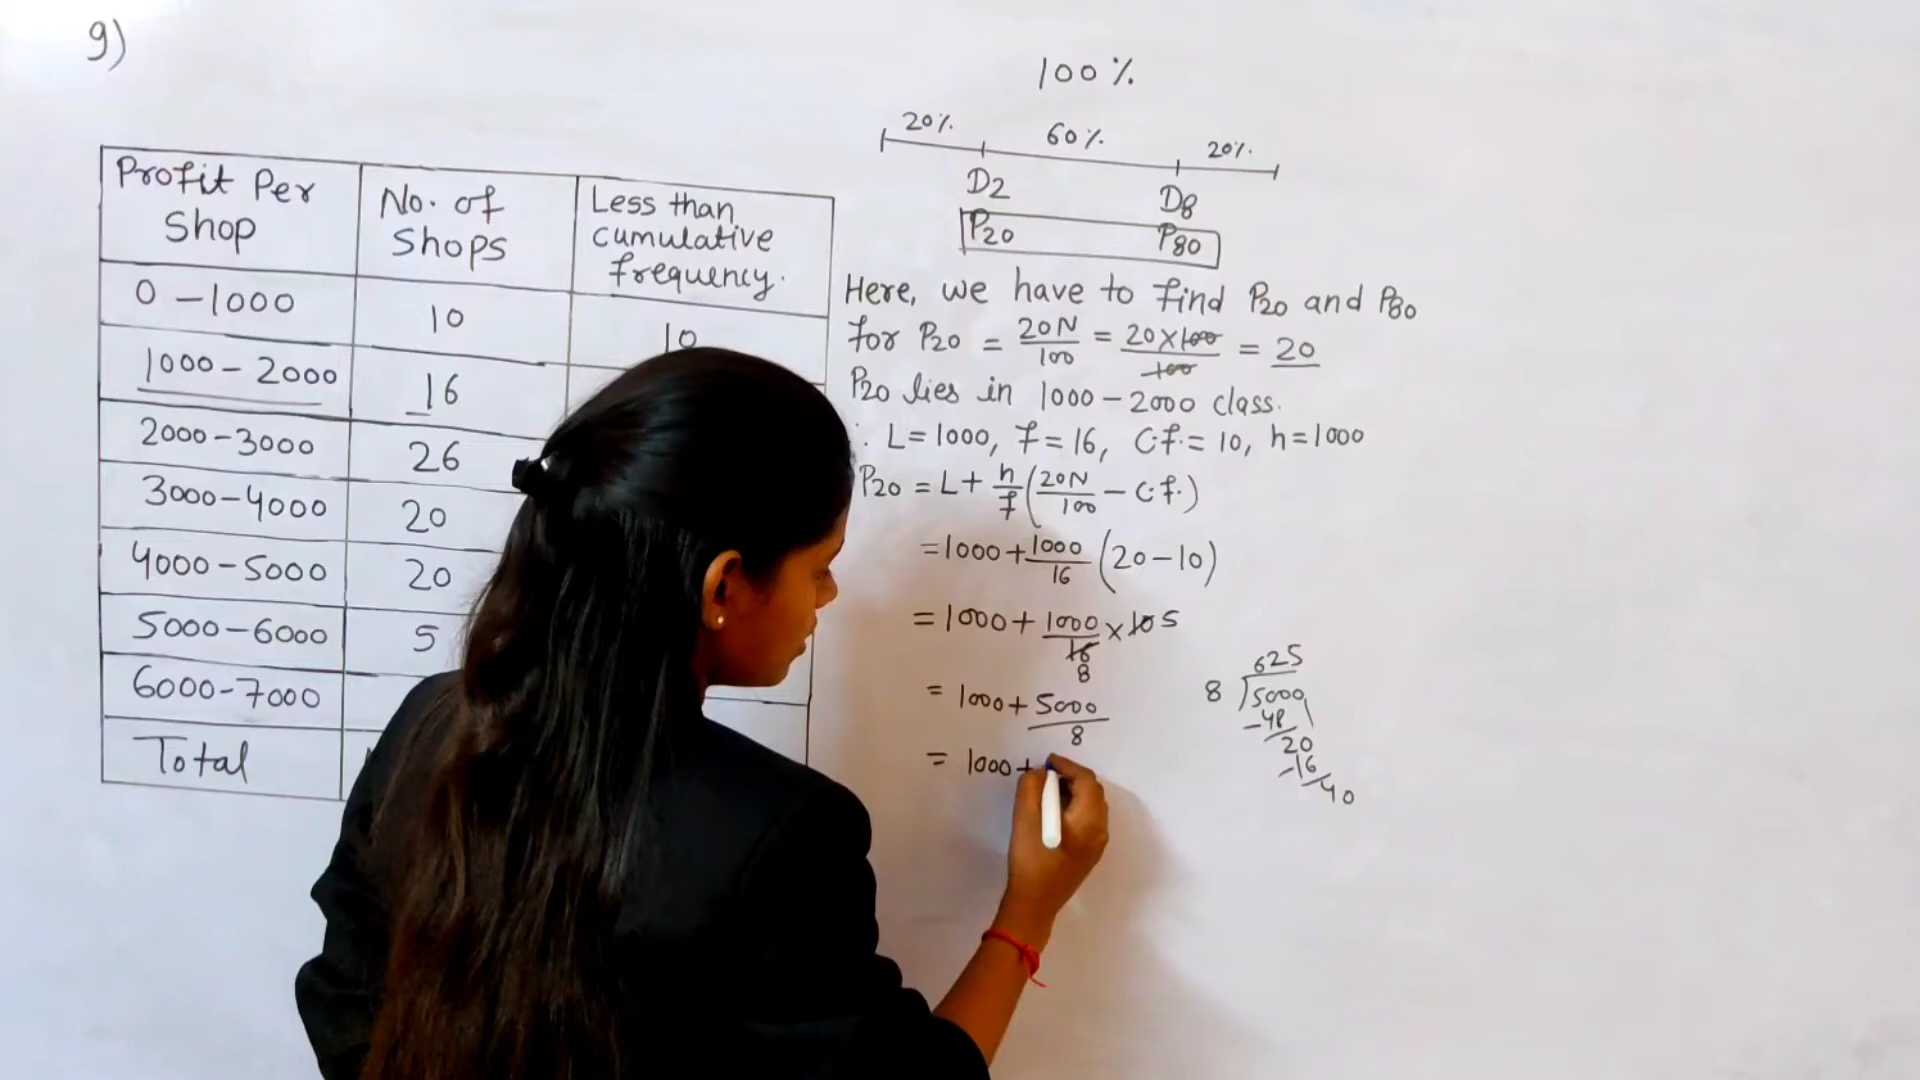 9)
Profit Per Shop
No. of Shops
Less than cumulative frequency.
0 - 1000
10
10
1000 - 2000
16
2000-3000
26
3000-4000
20
4000-5000
20
5000-6000
5
6000-7000
Total
100 %
20% 60% 20%
D2 D8
P20 P80
Here, we have to find P20 and P80
for P20 = 20N/100 = 20×100/100 = 20
P20 lies in 1000-2000 class.
∴ L=1000, f=16, c.f.=10, h=1000
P20 = L+ h/f (20N/100 - c.f.)
=1000+1000/16 (20-10)
= 1000+ 1000/16 × 10 5
8
= 1000+ 5000/8
= 1000+
625
8 5000
-48
20
-16
40